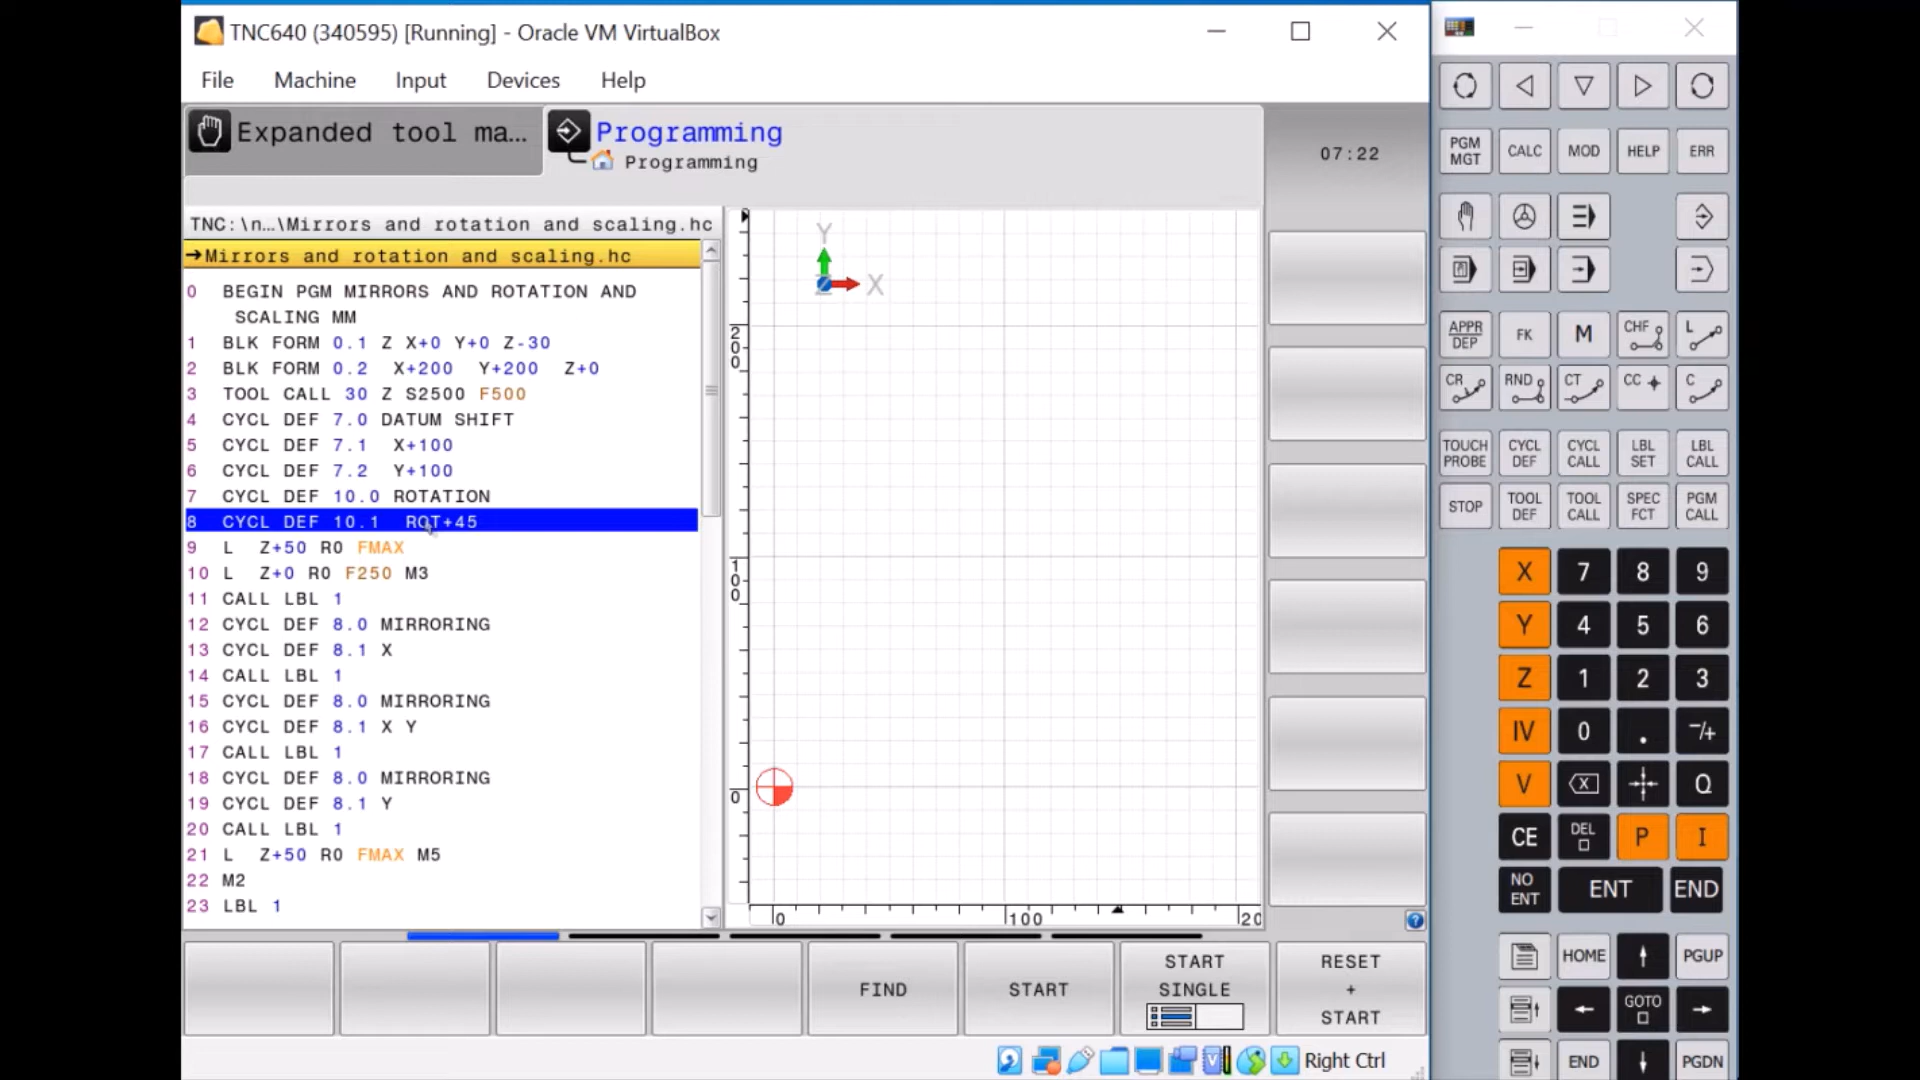 TNC640 (340595) [Running] - Oracle VM VirtualBox
File Machine Input Devices Help
Expanded tool ma...
Programming
Programming
07:22
TNC:\n...\Mirrors and rotation and scaling.hc
→Mirrors and rotation and scaling.hc
0 BEGIN PGM MIRRORS AND ROTATION AND
SCALING MM
1 BLK FORM 0.1 Z X+0 Y+0 Z-30
2 BLK FORM 0.2 X+200 Y+200 Z+0
3 TOOL CALL 30 Z S2500 F500
4 CYCL DEF 7.0 DATUM SHIFT
5 CYCL DEF 7.1 X+100
6 CYCL DEF 7.2 Y+100
7 CYCL DEF 10.0 ROTATION
8 CYCL DEF 10.1 ROT+45
9 L Z+50 R0 FMAX
10 L Z+0 R0 F250 M3
11 CALL LBL 1
12 CYCL DEF 8.0 MIRRORING
13 CYCL DEF 8.1 X
14 CALL LBL 1
15 CYCL DEF 8.0 MIRRORING
16 CYCL DEF 8.1 X Y
17 CALL LBL 1
18 CYCL DEF 8.0 MIRRORING
19 CYCL DEF 8.1 Y
20 CALL LBL 1
21 L Z+50 R0 FMAX M5
22 M2
23 LBL 1
Y
Z X
200
100
0
0 100 20
FIND
START
START
SINGLE
RESET
+
START
Right Ctrl
PGM
MGT
CALC
MOD
HELP
ERR
APPR
DEP
FK
M
CHF
L
CR
RND
CT
CC
C
TOUCH
PROBE
CYCL
DEF
CYCL
CALL
LBL
SET
LBL
CALL
STOP
TOOL
DEF
TOOL
CALL
SPEC
FCT
PGM
CALL
X 7 8 9
Y 4 5 6
Z 1 2 3
IV 0 . −/+
V X Q
CE
DEL
P I
NO
ENT
ENT
END
HOME
PGUP
GOTO
END
PGDN